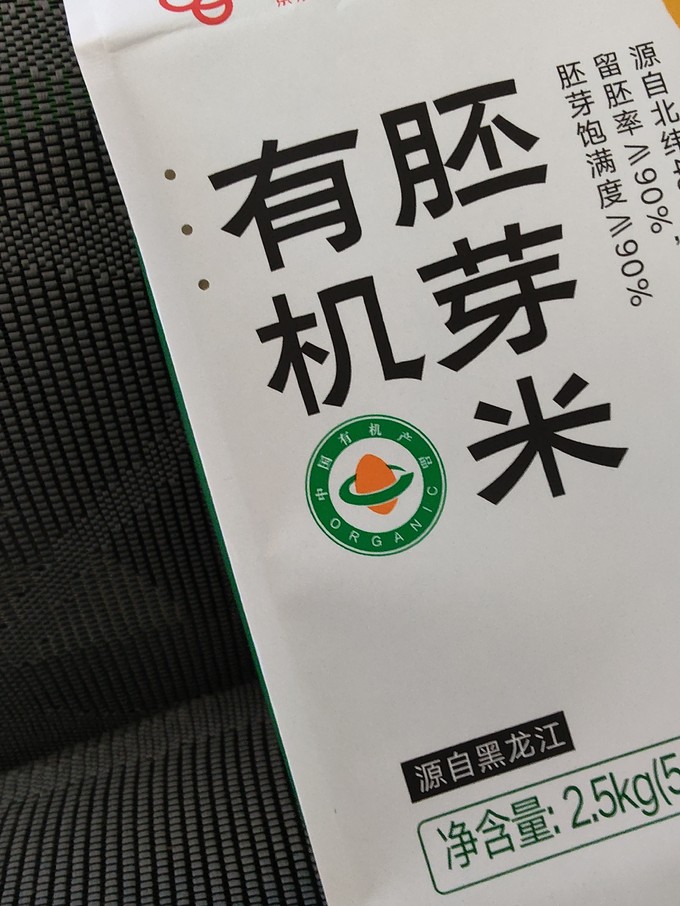 源自北纬
留胚率≥90%,
胚芽饱满度≥90%
胚芽米
有机
中国有机产品
ORGANIC
源自黑龙江
净含量: 2.5kg(5